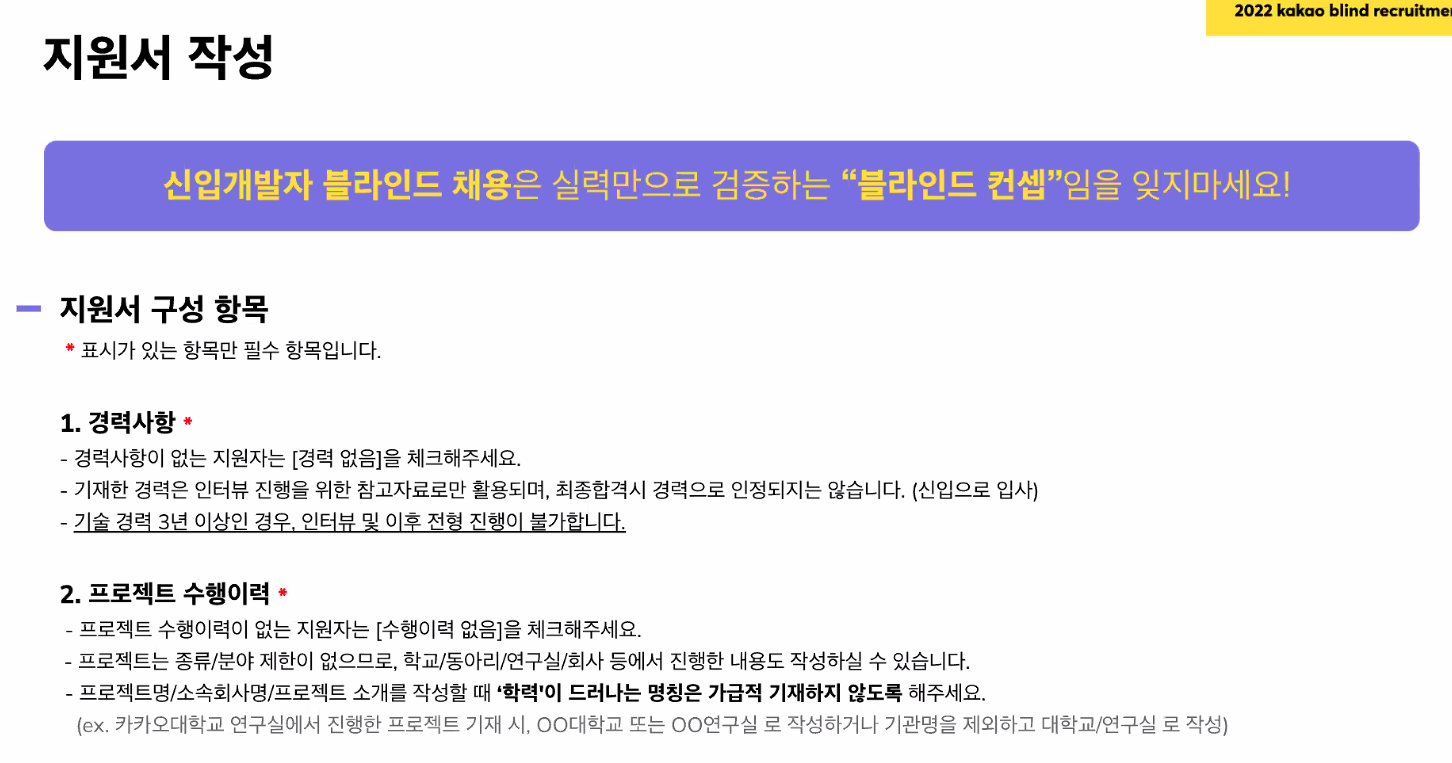 2022 kakao blind recruitmen
지원서 작성
신입개발자 블라인드 채용은 실력만으로 검증하는 “블라인드 컨셉”임을 잊지마세요!
지원서 구성 항목
* 표시가 있는 항목만 필수 항목입니다.
1. 경력사항 *
- 경력사항이 없는 지원자는 [경력 없음]을 체크해주세요.
- 기재한 경력은 인터뷰 진행을 위한 참고자료로만 활용되며, 최종합격시 경력으로 인정되지는 않습니다. (신입으로 입사)
- 기술 경력 3년 이상인 경우, 인터뷰 및 이후 전형 진행이 불가합니다.
2. 프로젝트 수행이력 *
- 프로젝트 수행이력이 없는 지원자는 [수행이력 없음]을 체크해주세요.
- 프로젝트는 종류/분야 제한이 없으므로, 학교/동아리/연구실/회사 등에서 진행한 내용도 작성하실 수 있습니다.
- 프로젝트명/소속회사명/프로젝트 소개를 작성할 때 ‘학력'이 드러나는 명칭은 가급적 기재하지 않도록 해주세요.
(ex. 카카오대학교 연구실에서 진행한 프로젝트 기재 시, OO대학교 또는 OO연구실 로 작성하거나 기관명을 제외하고 대학교/연구실 로 작성)